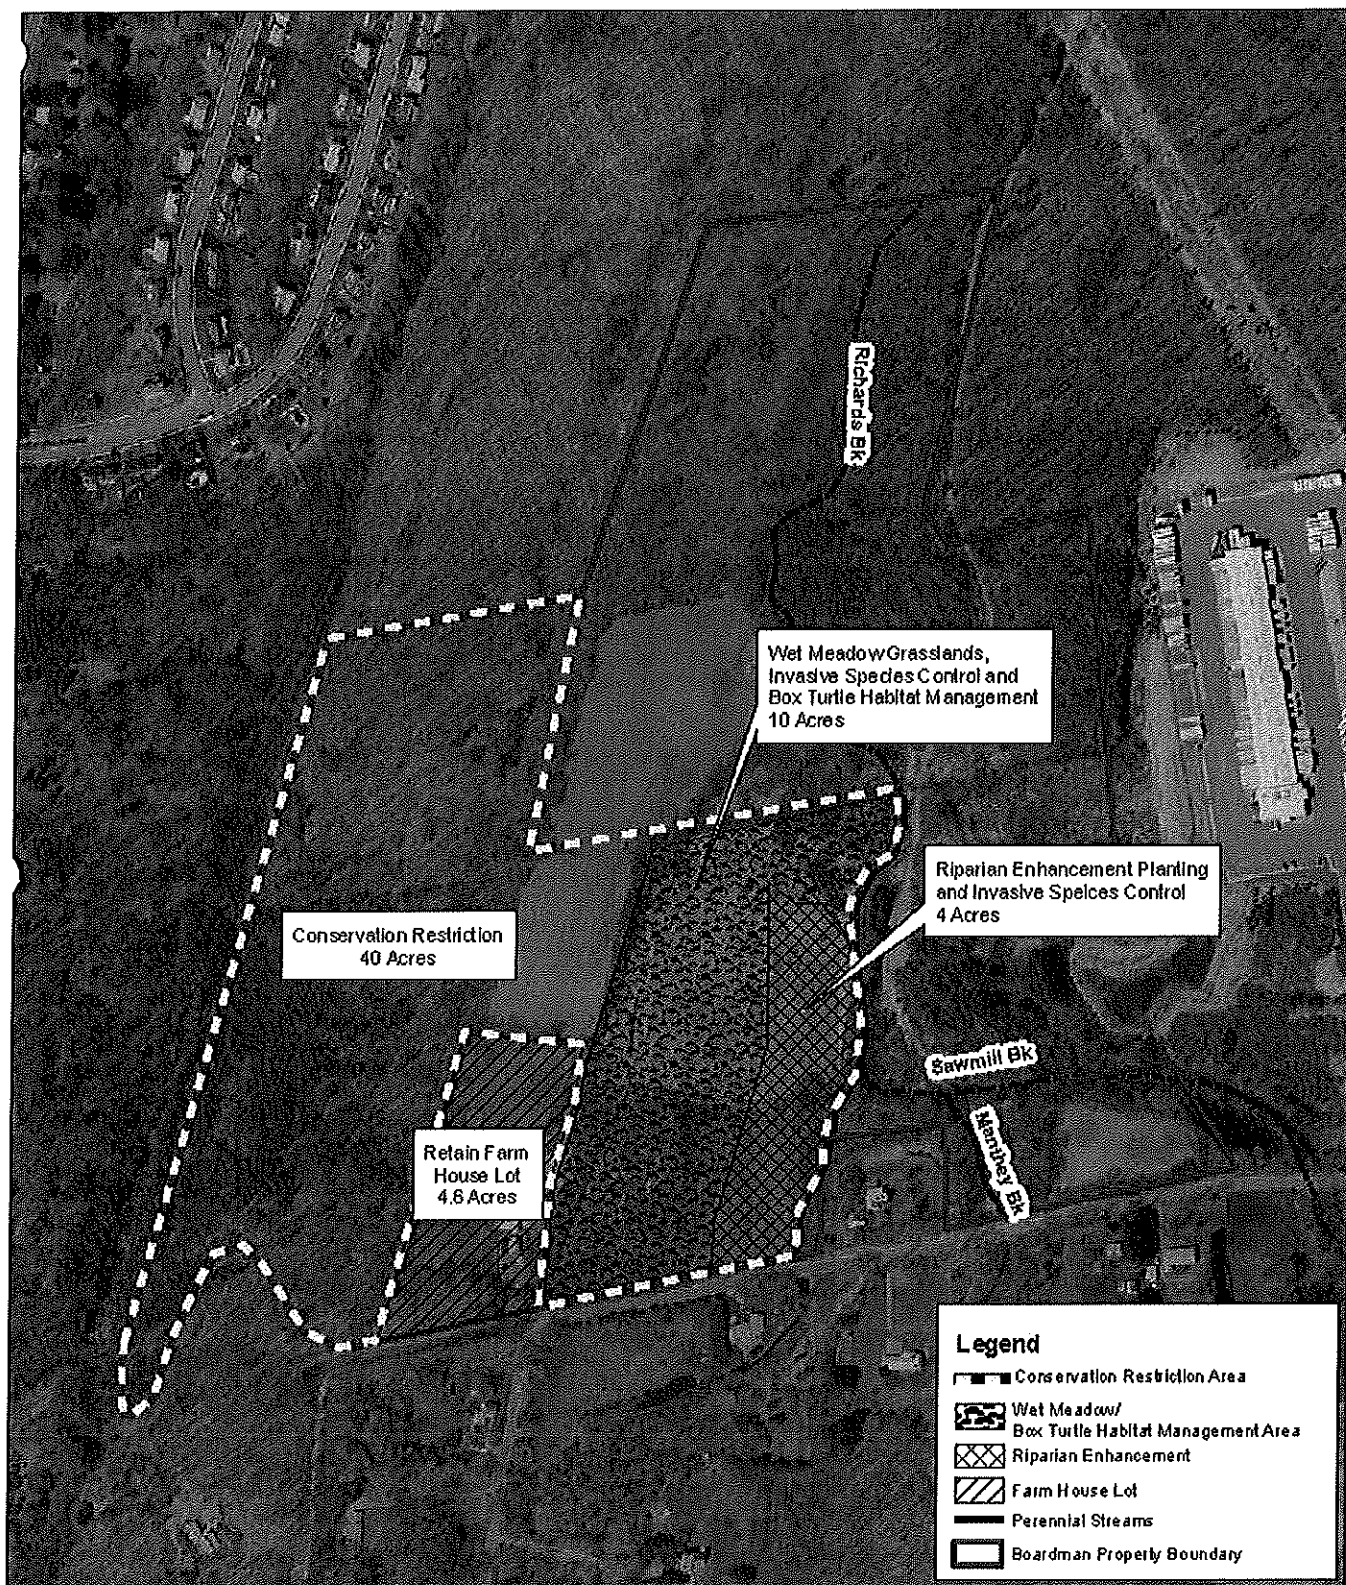 Richards Bk
Wet Meadow Grasslands,
Invasive Species Control and
Box Turtle Habitat Management
10 Acres
Riparian Enhancement Planting
and Invasive Speices Control
4 Acres
Conservation Restriction
40 Acres
Sawmill Bk
Manthey Bk
Retain Farm
House Lot
4.6 Acres
Legend
Conservation Restriction Area
Wet Meadow/
Box Turtle Habitat Management Area
Riparian Enhancement
Farm House Lot
Perennial Streams
Boardman Property Boundary